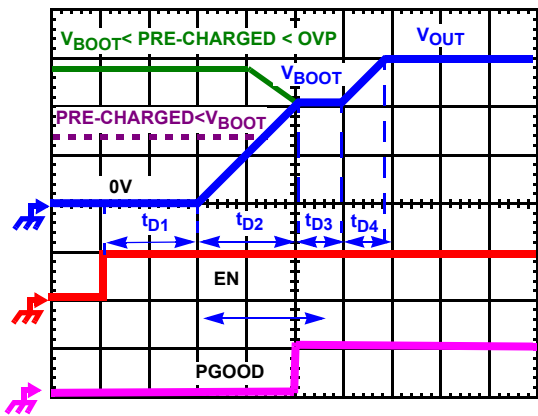 VBOOT< PRE-CHARGED < OVP
VOUT
VBOOT
PRE-CHARGED<VBOOT
0V
tD1 tD2 tD3 tD4
EN
PGOOD